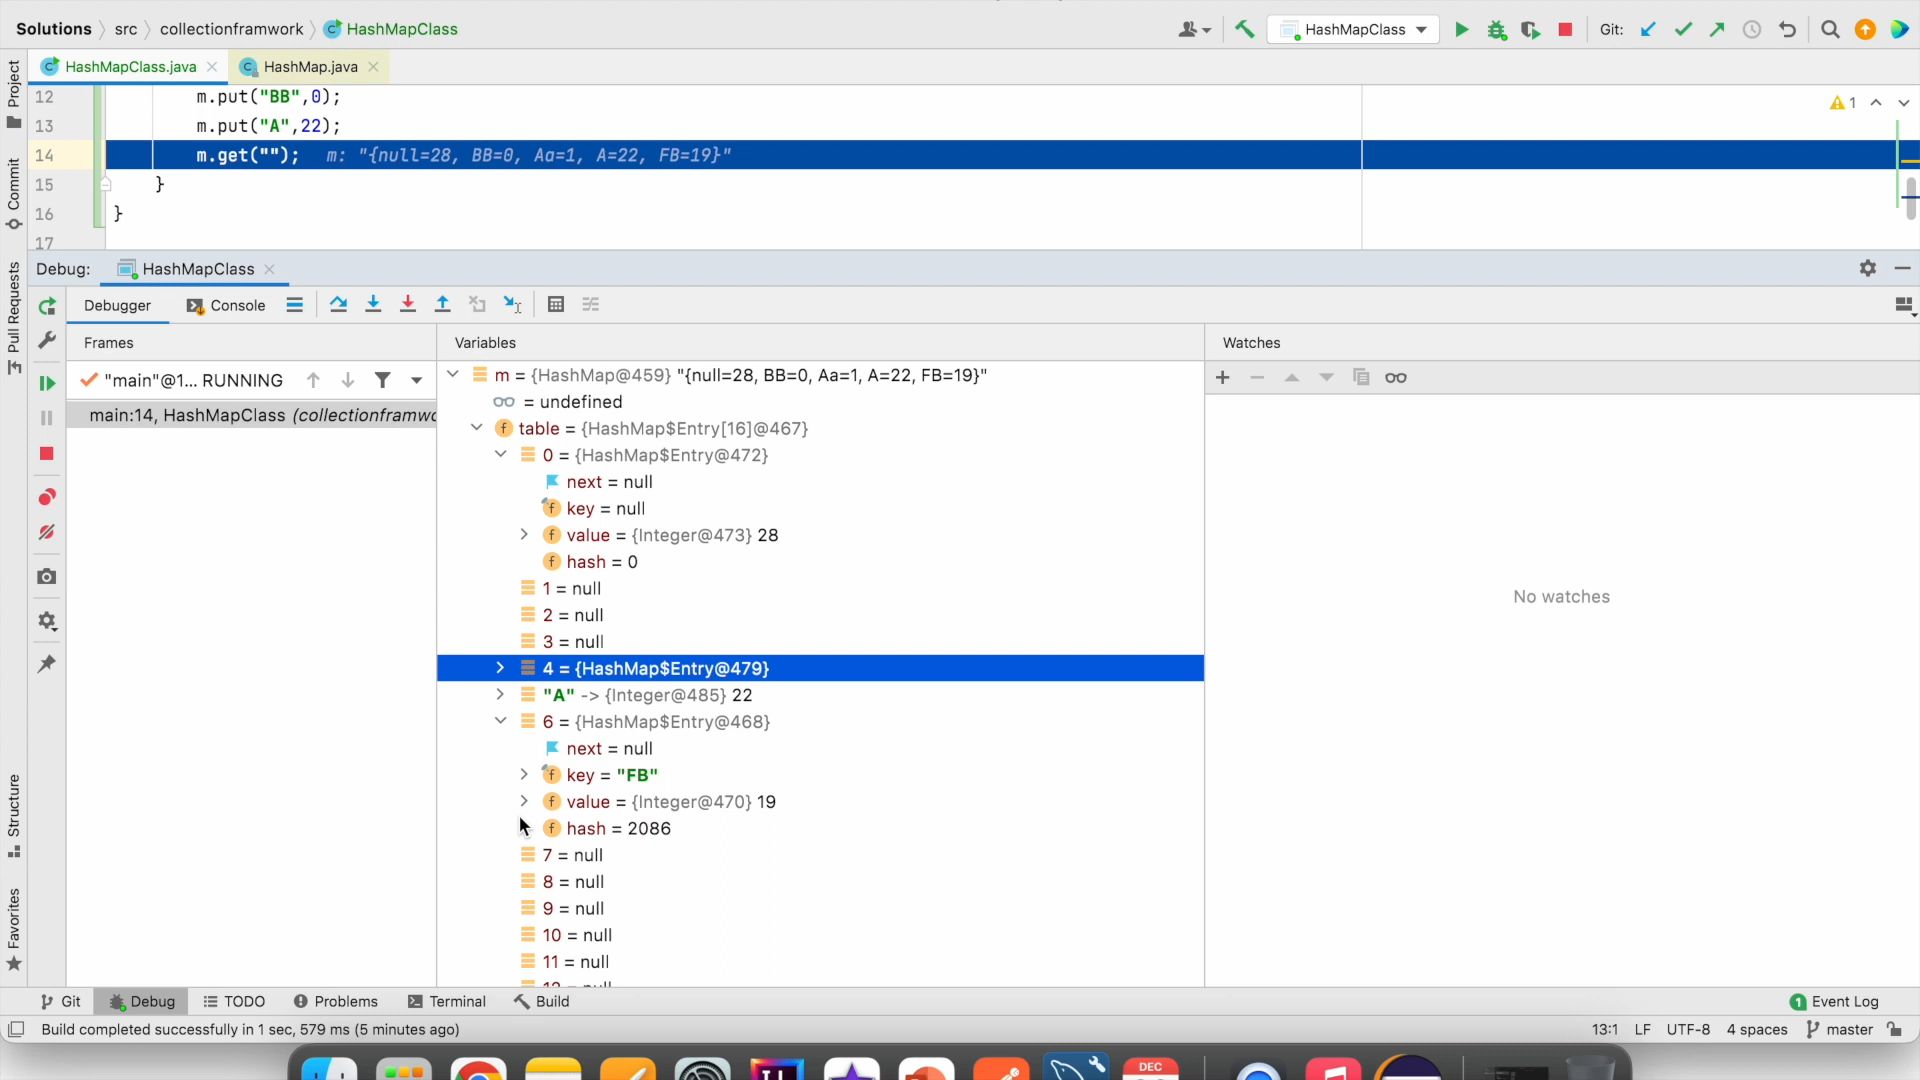 Solutions src collectionframwork HashMapClass HashMapClass Git:
HashMapClass.java HashMap.java
12 m.put("BB",0); 1
13 m.put("A",22);
14 m.get(""); m: "{null=28, BB=0, Aa=1, A=22, FB=19}"
15 }
16 }
17
Debug: HashMapClass
Debugger Console
Frames Variables Watches
"main"@1... RUNNING
main:14, HashMapClass (collectionframwo
m = {HashMap@459} "{null=28, BB=0, Aa=1, A=22, FB=19}"
= undefined
table = {HashMap$Entry[16]@467}
0 = {HashMap$Entry@472}
next = null
key = null
value = {Integer@473} 28
hash = 0
1 = null
2 = null
3 = null
4 = {HashMap$Entry@479}
"A" -> {Integer@485} 22
6 = {HashMap$Entry@468}
next = null
key = "FB"
value = {Integer@470} 19
hash = 2086
7 = null
8 = null
9 = null
10 = null
11 = null
12 = null
No watches
Project
Commit
Pull Requests
Structure
Favorites
Git Debug TODO Problems Terminal Build 1 Event Log
Build completed successfully in 1 sec, 579 ms (5 minutes ago) 13:1 LF UTF-8 4 spaces master
DEC